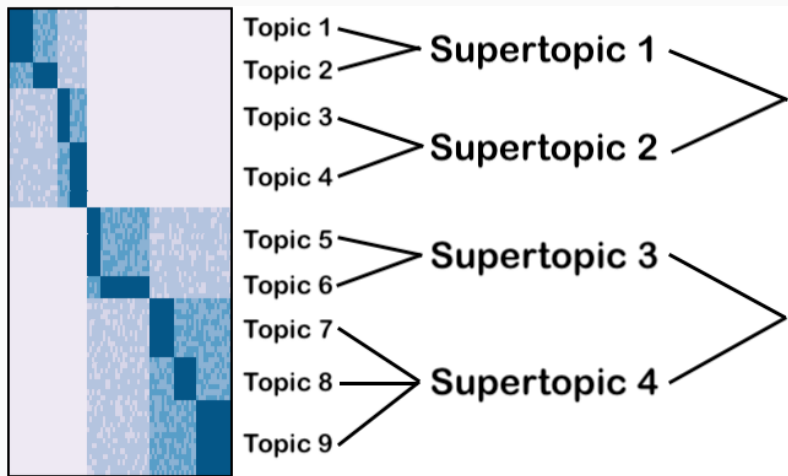 Topic 1
Topic 2
Supertopic 1
Topic 3
Topic 4
Supertopic 2
Topic 5
Topic 6
Supertopic 3
Topic 7
Topic 8
Topic 9
Supertopic 4